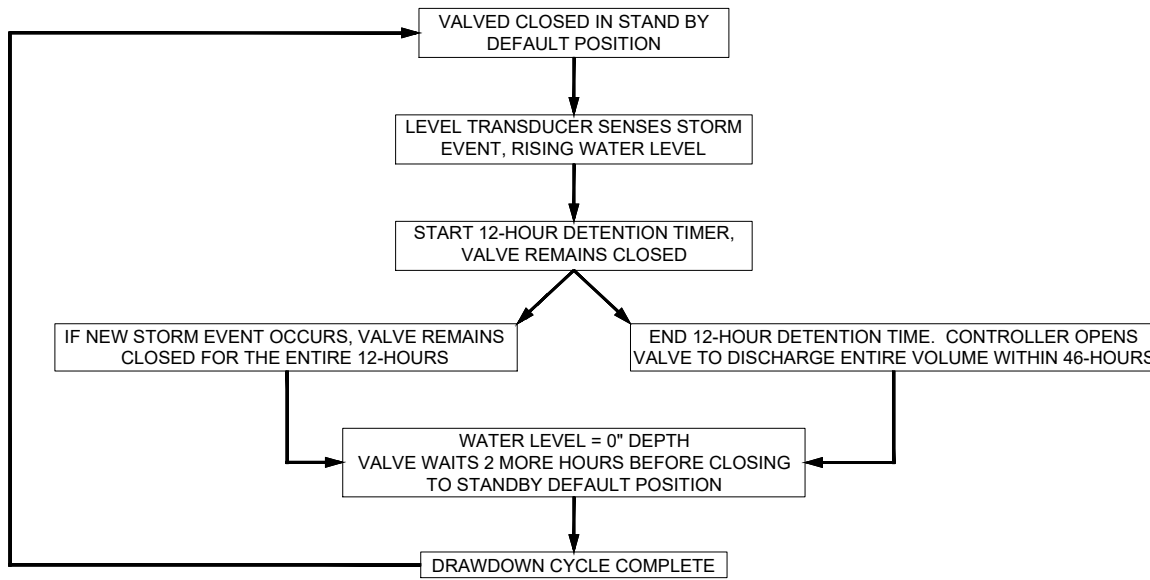 VALVED CLOSED IN STAND BY
DEFAULT POSITION
LEVEL TRANSDUCER SENSES STORM
EVENT, RISING WATER LEVEL
START 12-HOUR DETENTION TIMER,
VALVE REMAINS CLOSED
IF NEW STORM EVENT OCCURS, VALVE REMAINS
CLOSED FOR THE ENTIRE 12-HOURS
END 12-HOUR DETENTION TIME. CONTROLLER OPENS
VALVE TO DISCHARGE ENTIRE VOLUME WITHIN 46-HOURS
WATER LEVEL = 0" DEPTH
VALVE WAITS 2 MORE HOURS BEFORE CLOSING
TO STANDBY DEFAULT POSITION
DRAWDOWN CYCLE COMPLETE